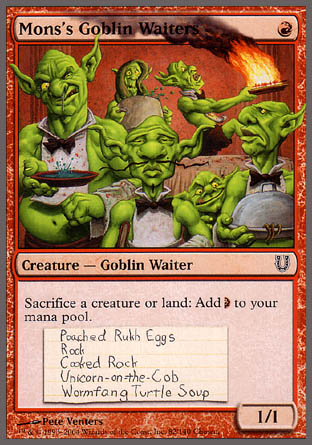 Mons's Goblin Waiters
Creature — Goblin Waiter
Sacrifice a creature or land: Add to your
mana pool.
Poached Rukh Eggs
Rock
Cooked Rock
Unicorn-on-the-Cob
Wormfang Turtle Soup
Pete Venters
1/1